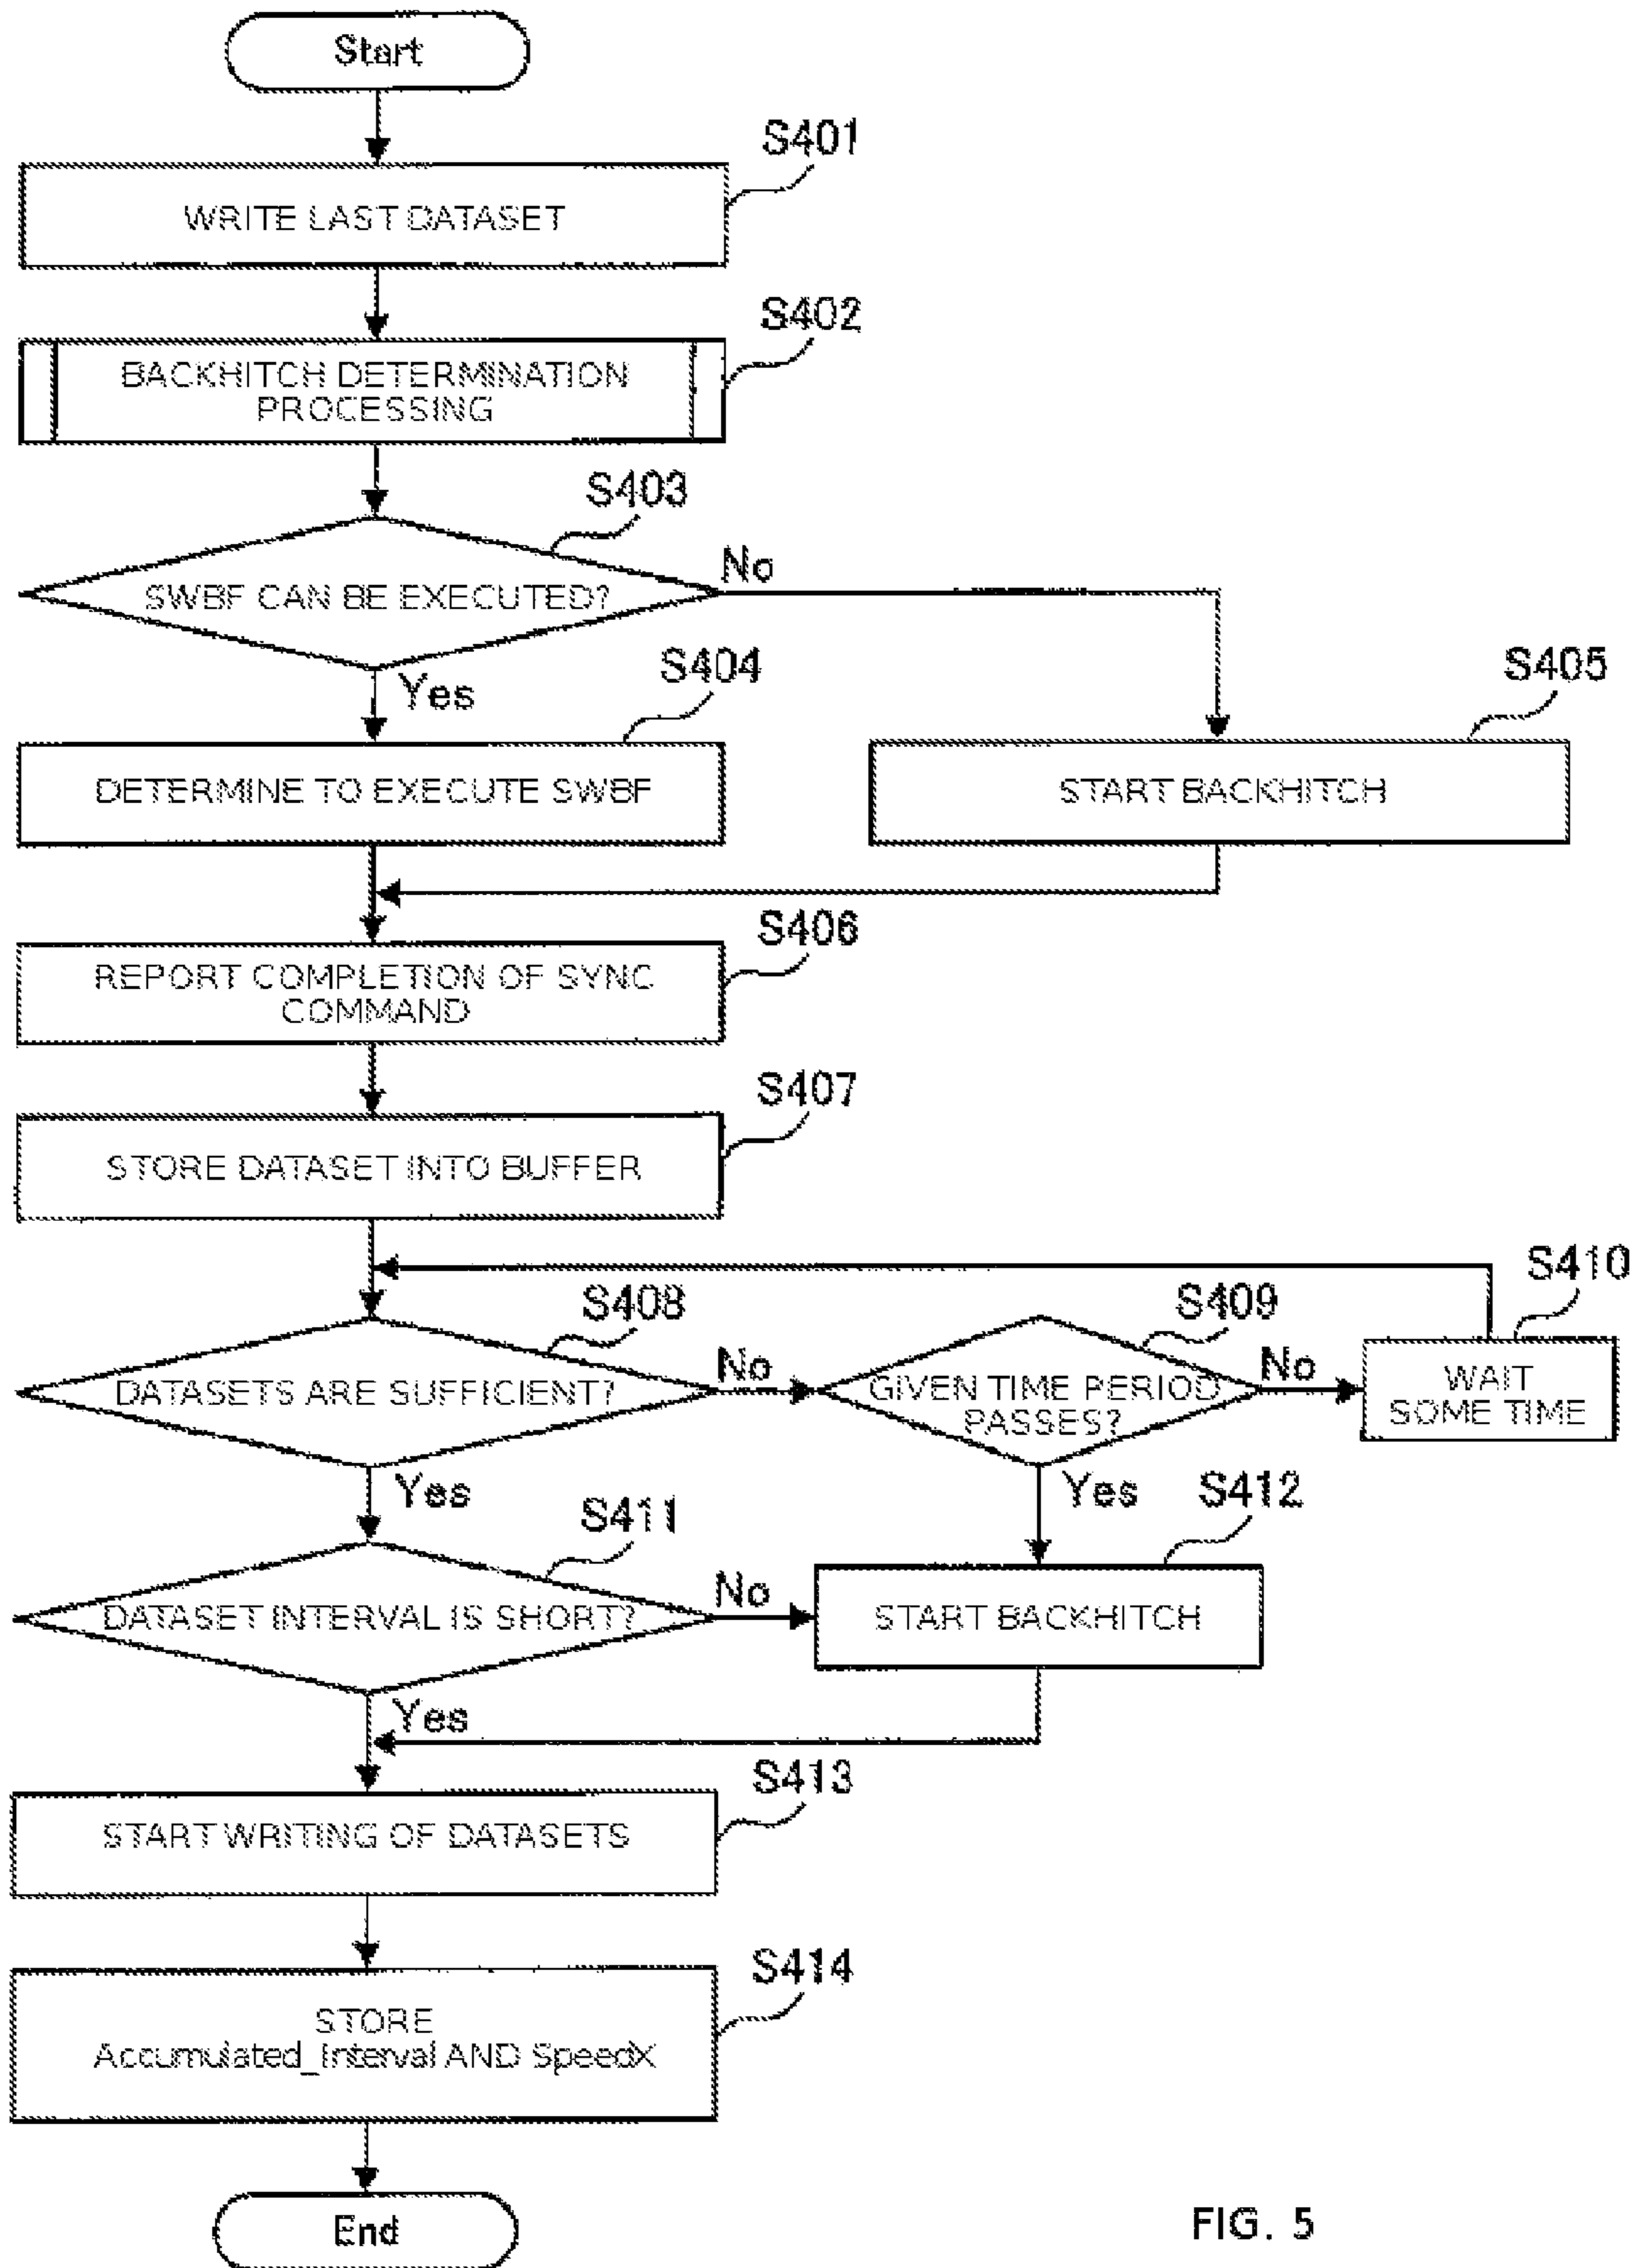 Start
S401
WRITE LAST DATASET
S402
BACKHITCH DETERMINATION
PROCESSING
S403
SWBF CAN BE EXECUTED?
No
Yes
S404
DETERMINE TO EXECUTE SWBF
S405
START BACKHITCH
S406
REPORT COMPLETION OF SYNC
COMMAND
S407
STORE DATASET INTO BUFFER
S408
DATASETS ARE SUFFICIENT?
No
S409
GIVEN TIME PERIOD
PASSES?
No
S410
WAIT
SOME TIME
Yes
Yes
S411
DATASET INTERVAL IS SHORT?
No
S412
START BACKHITCH
Yes
S413
START WRITING OF DATASETS
S414
STORE
Accumulated_Interval AND SpeedX
End
FIG. 5